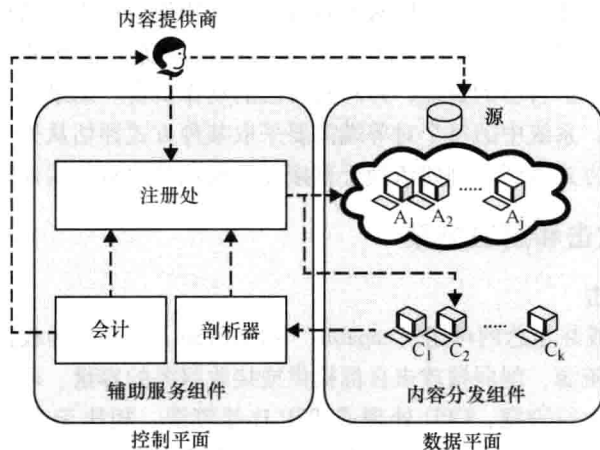 内容提供商
源
注册处
A1 A2 ..... Aj
会计
剖析器
C1 C2 ...... Ck
辅助服务组件
内容分发组件
控制平面
数据平面